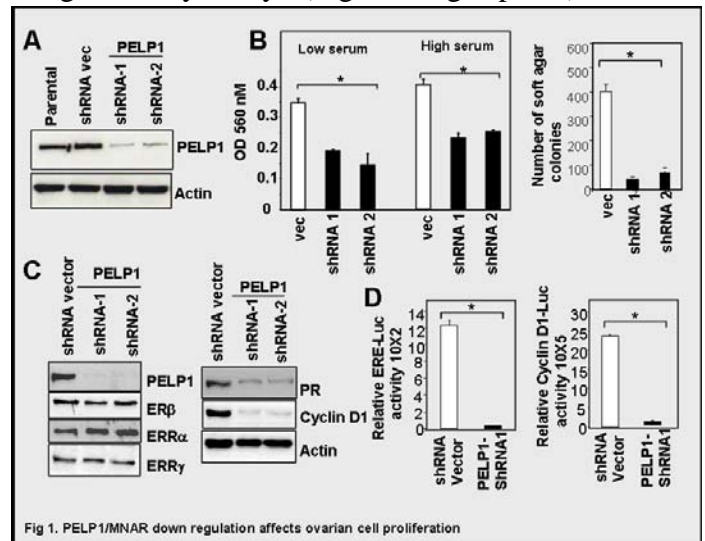 A
PELP1
Parental
shRNA vec
shRNA-1
shRNA-2
PELP1
Actin
B
Low serum
High serum
*
*
OD 560 nM
0.4
0.3
0.2
0.1
0
vec
shRNA 1
shRNA 2
vec
shRNA 1
shRNA 2
Number of soft agar
colonies
600
500
400
300
200
100
0
*
vec
shRNA 1
shRNA 2
C
PELP1
shRNA vector
shRNA-1
shRNA-2
PELP1
ERβ
ERRα
ERRγ
PELP1
shRNA vector
shRNA-1
shRNA-2
PR
Cyclin D1
Actin
D
Relative ERE-Luc
activity 10X2
14
12
10
8
6
4
2
0
*
shRNA
Vector
PELP1-
ShRNA1
Relative Cyclin D1-Luc
activity 10X5
30
25
20
15
10
5
0
*
shRNA
Vector
PELP1-
ShRNA1
Fig 1. PELP1/MNAR down regulation affects ovarian cell proliferation